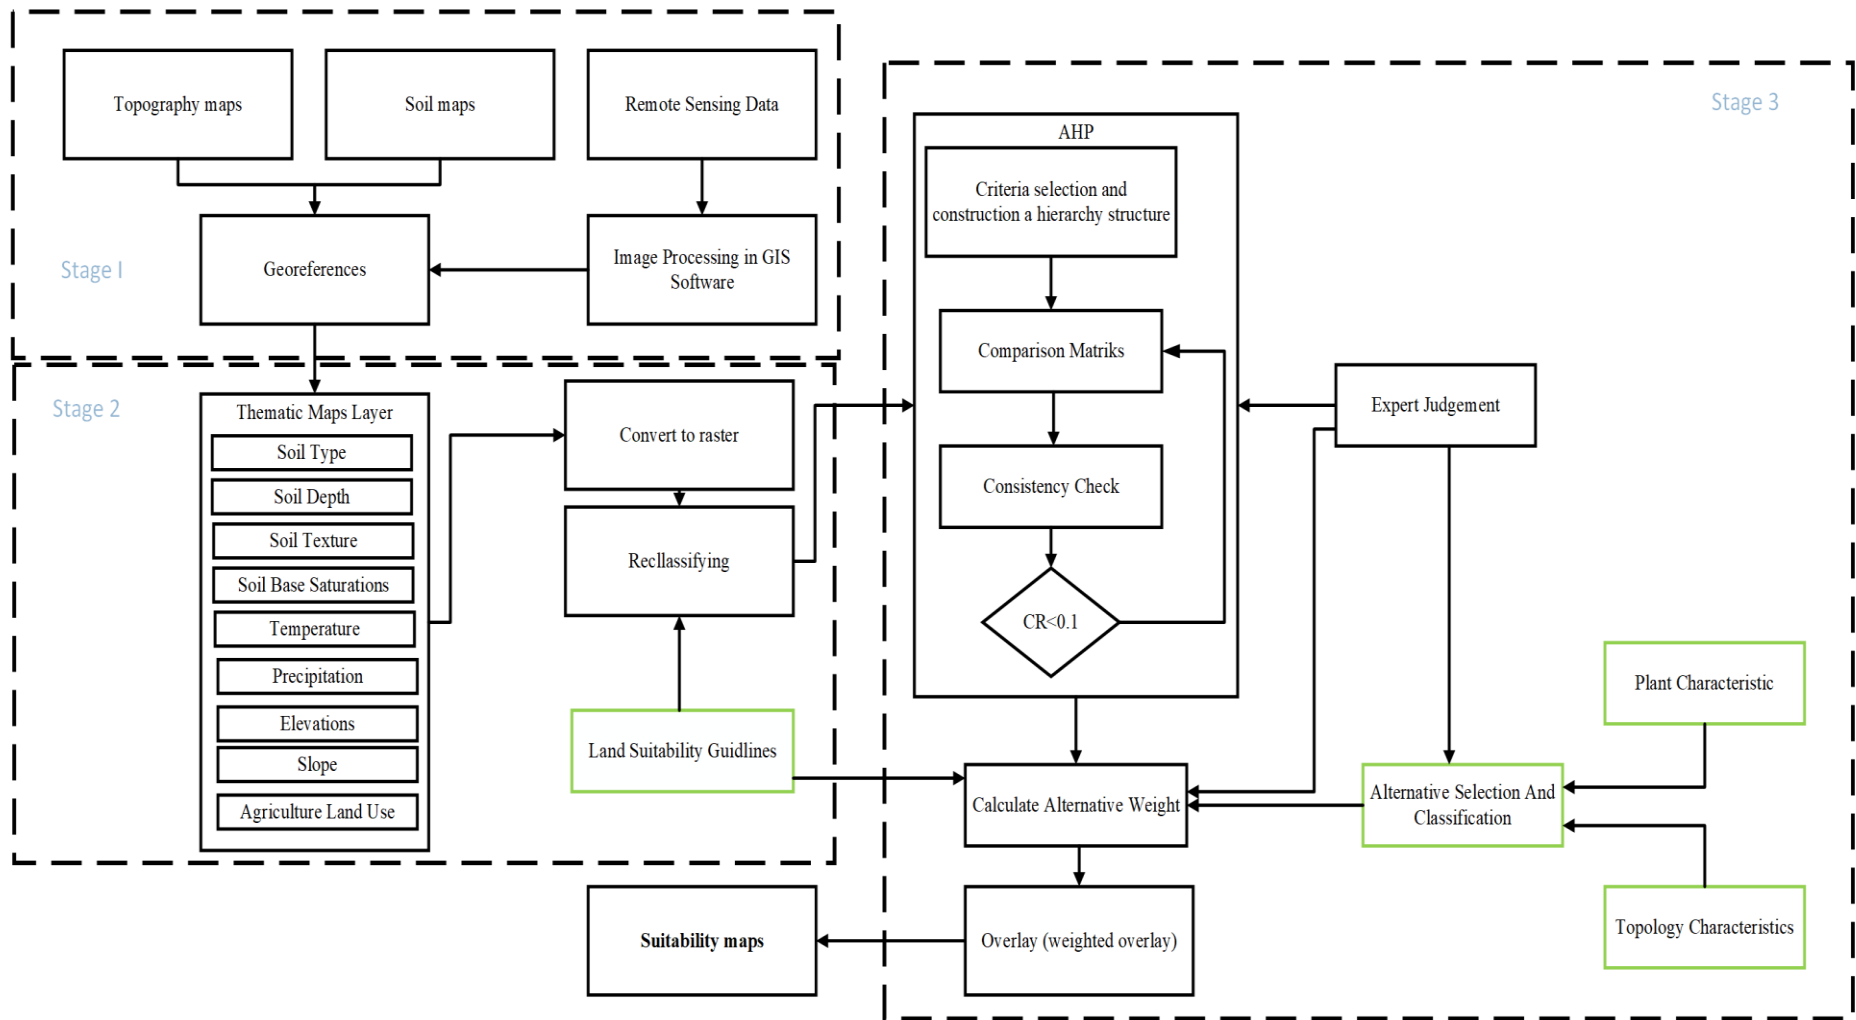 Topography maps
Soil maps
Remote Sensing Data
Georeferences
Image Processing in GIS
Software
Stage I
Stage 2
Thematic Maps Layer
Soil Type
Soil Depth
Soil Texture
Soil Base Saturations
Temperature
Precipitation
Elevations
Slope
Agriculture Land Use
Convert to raster
Recllassifying
Land Suitability Guidlines
Stage 3
AHP
Criteria selection and
construction a hierarchy structure
Comparison Matriks
Consistency Check
CR<0.1
Expert Judgement
Plant Characteristic
Calculate Alternative Weight
Alternative Selection And
Classification
Topology Characteristics
Overlay (weighted overlay)
Suitability maps